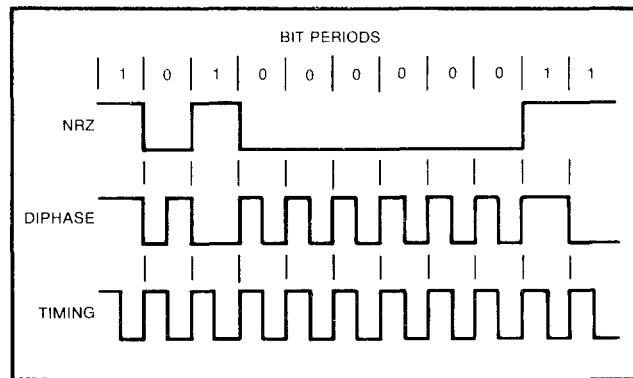 BIT PERIODS
1 0 1 0 0 0 0 0 0 1 1
NRZ
DIPHASE
TIMING